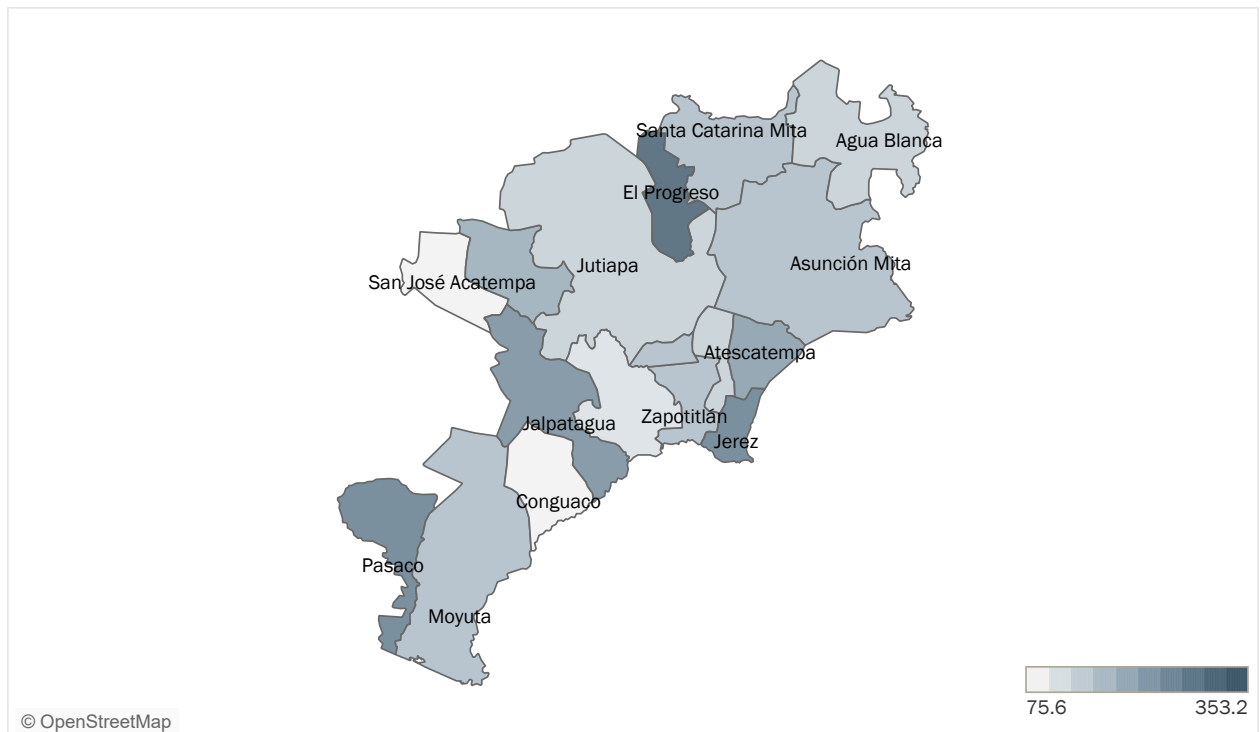 Santa Catarina Mita
Agua Blanca
El Progreso
Jutiapa
Asunción Mita
San José Acatempa
Atescatempa
Zapotitlán
Jalpatagua
Jerez
Conguaco
Pasaco
Moyuta
75.6
353.2
© OpenStreetMap